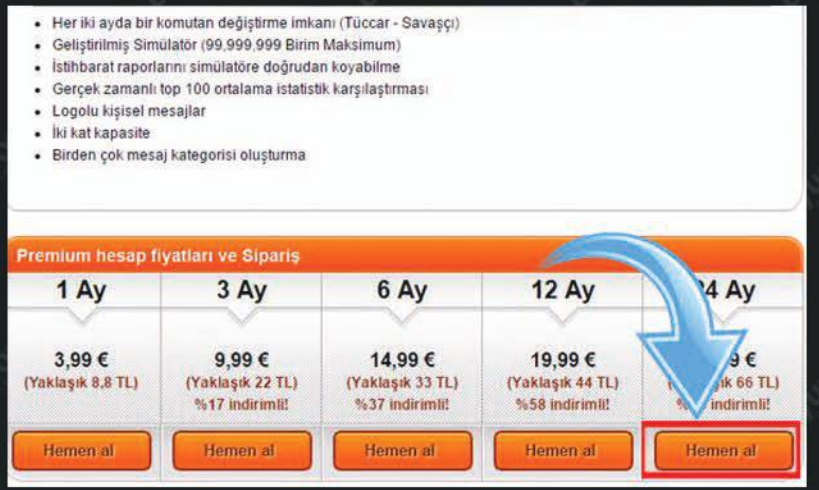 Her iki ayda bir komutan değiştirme imkanı (Tüccar - Savaşçı)
Geliştirilmiş Simülatör (99,999,999 Birim Maksimum)
İstihbarat raporlarını simülatöre doğrudan koyabilme
Gerçek zamanlı top 100 ortalama istatistik karşılaştırması
Logolu kişisel mesajlar
İki kat kapasite
Birden çok mesaj kategorisi oluşturma
Premium hesap fiyatları ve Sipariş
1 Ay 3 Ay 6 Ay 12 Ay Ay
3,99 € 9,99 € 14,99 € 19,99 € €
(Yaklaşık 8,8 TL) (Yaklaşık 22 TL) (Yaklaşık 33 TL) (Yaklaşık 44 TL) 66 TL)
%17 indirimli! %37 indirimli! %58 indirimli! indirimli!
Hemen al Hemen al Hemen al Hemen al Hemen al